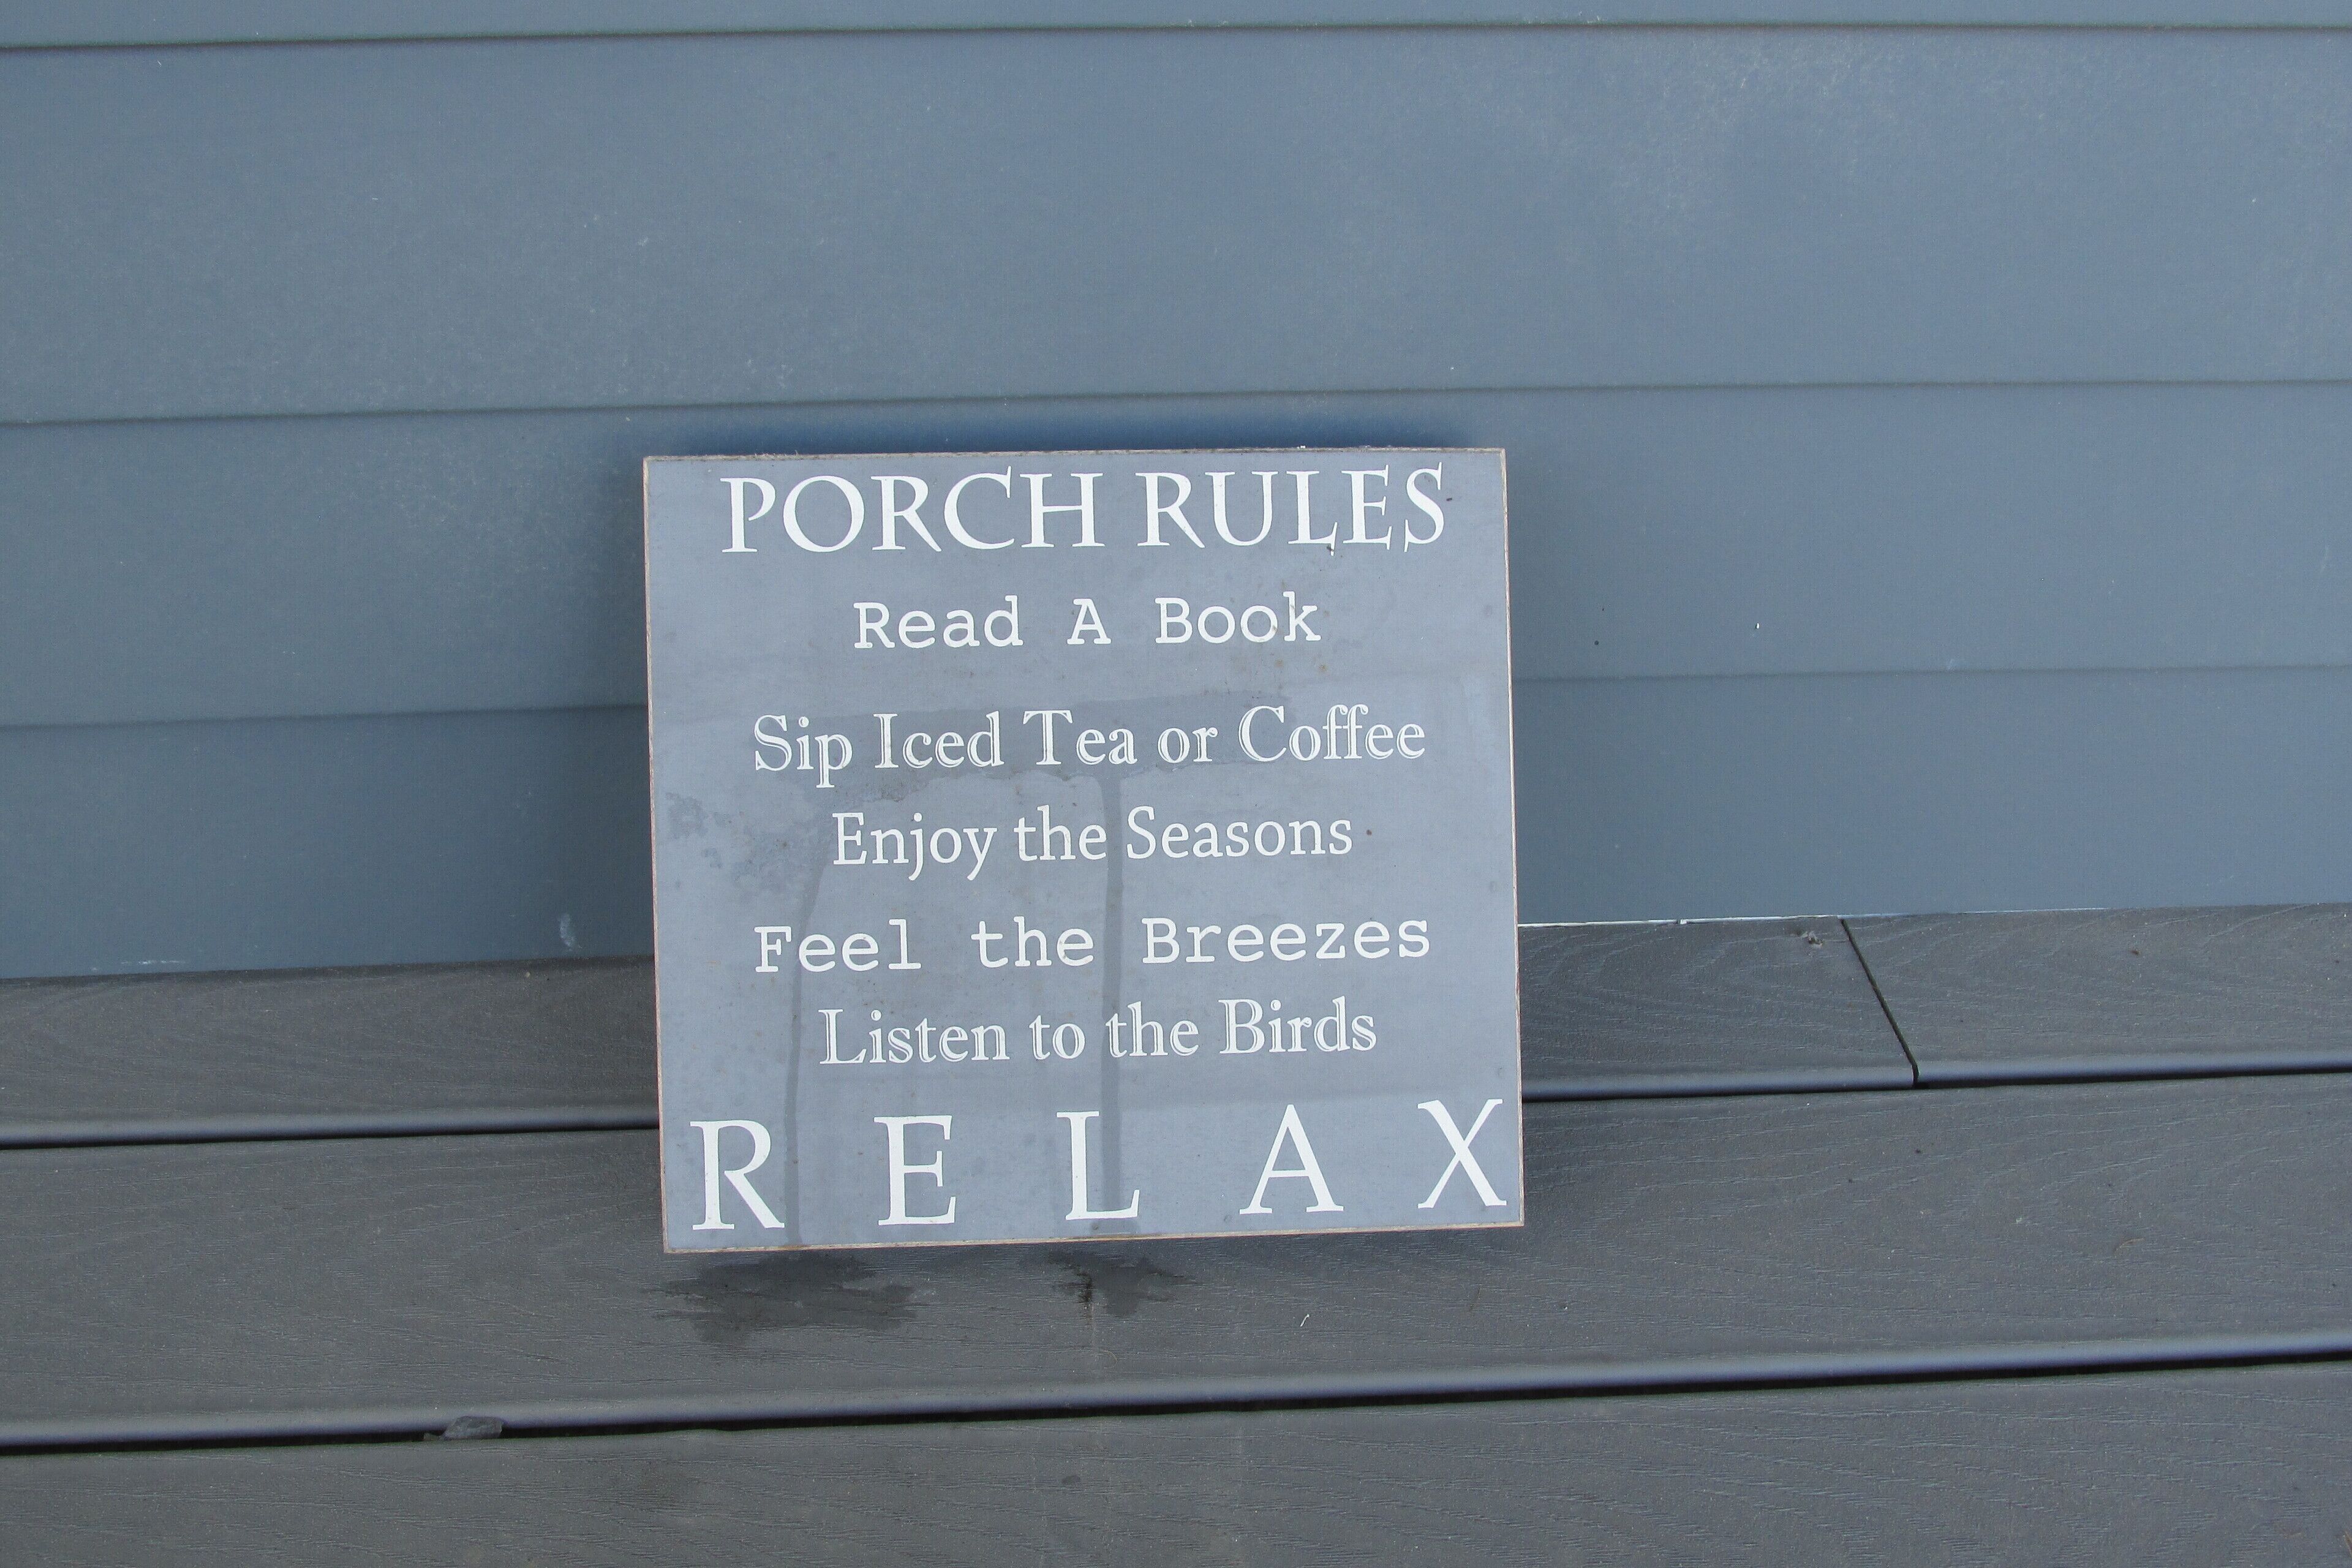 PORCH RULES
Read A Book
Sip Iced Tea or Coffee
Enjoy the Seasons
Feel the Breezes
Listen to the Birds
RELAX